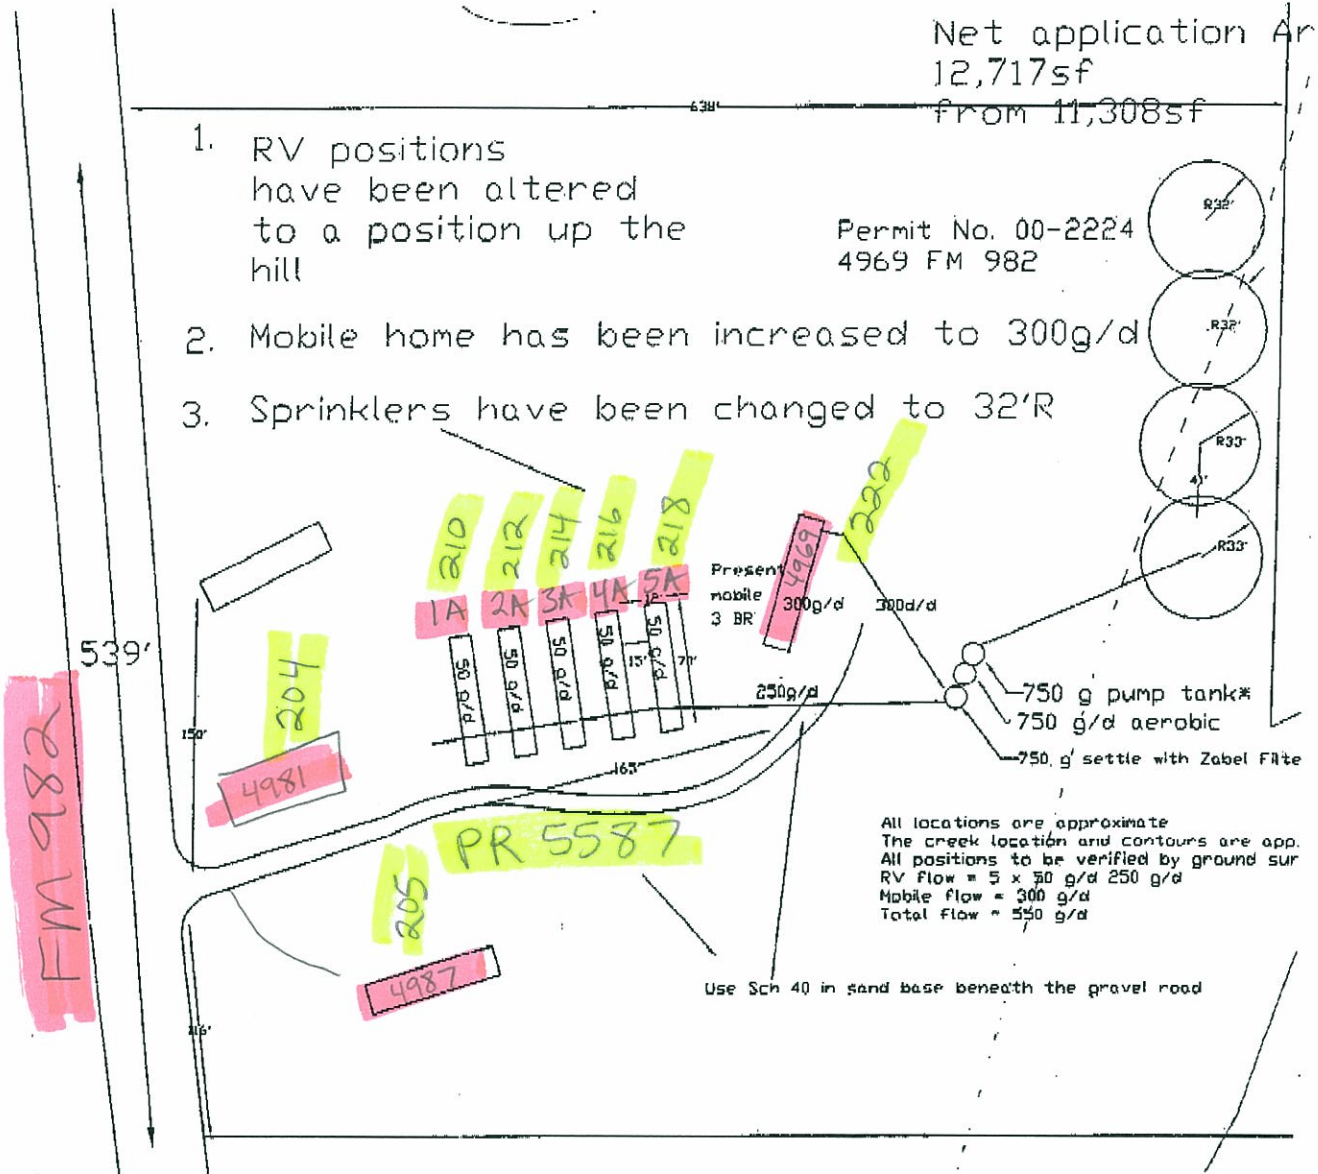 Net application Ar
12,717sf
from 11,308sf
638'
1. RV positions
have been altered
to a position up the
hill
Permit No. 00-2224
4969 FM 982
R32'
R32'
2. Mobile home has been increased to 300g/d
3. Sprinklers have been changed to 32'R
R33'
R33'
210
212
214
216
218
222
1A
2A
3A
4A
5A
Present
mobile
3 BR
4969
300g/d
300d/d
50 g/d
50 g/d
50 g/d
50 g/d
50 g/d
15'
250g/d
539'
150'
204
4981
165'
FM 982
750 g pump tank*
750 g/d aerobic
750 g settle with Zabel Filte
PR 5587
205
4987
All locations are approximate
The creek location and contours are app.
All positions to be verified by ground sur
RV flow = 5 x 50 g/d 250 g/d
Mobile flow = 300 g/d
Total flow = 550 g/d
Use Sch 40 in sand base beneath the gravel road